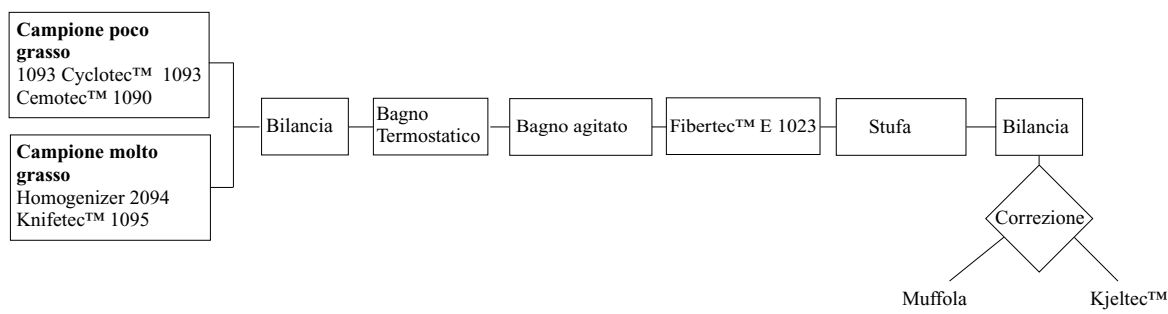 Campione poco
grasso
1093 Cyclotec™ 1093
Cemotec™ 1090
Campione molto
grasso
Homogenizer 2094
Knifetec™ 1095
Bilancia
Bagno
Termostatico
Bagno agitato
Fibertec™ E 1023
Stufa
Bilancia
Correzione
Muffola
Kjeltec™